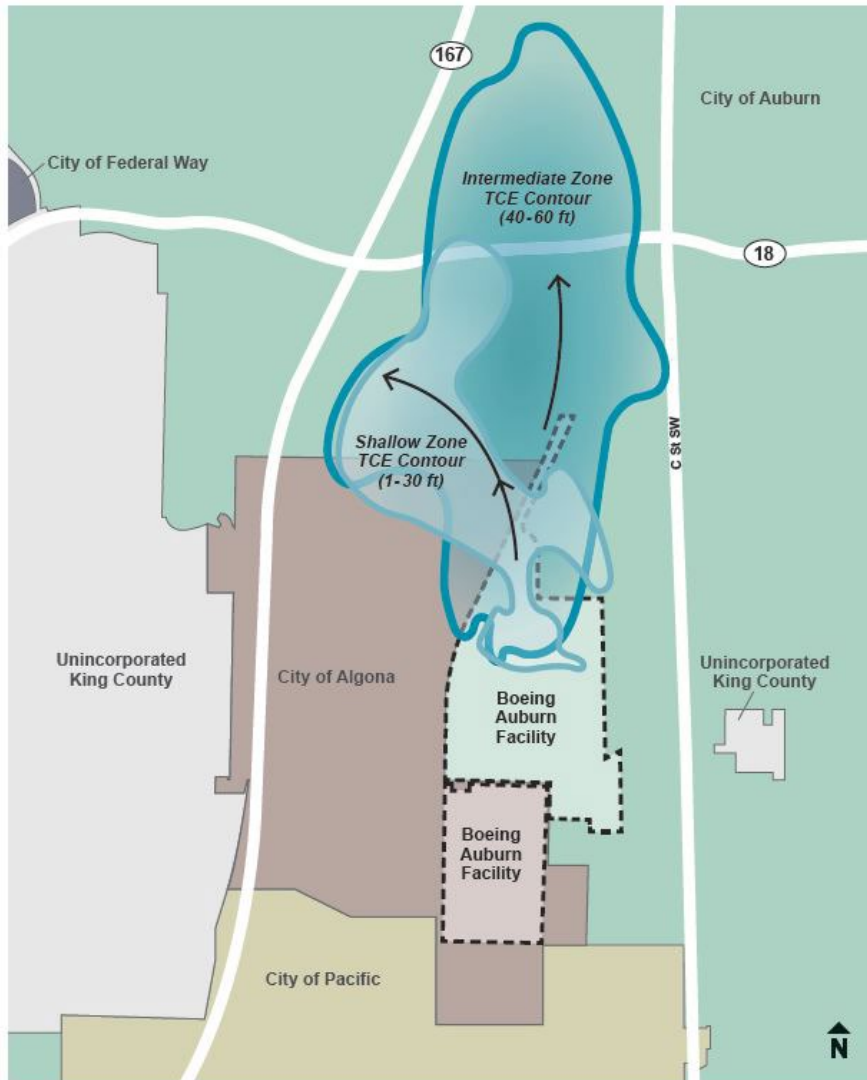 167
City of Auburn
City of Federal Way
Intermediate Zone
TCE Contour
(40-60 ft)
18
Shallow Zone
TCE Contour
(1-30 ft)
C St SW
Unincorporated
King County
City of Algona
Unincorporated
King County
Boeing
Auburn
Facility
Boeing
Auburn
Facility
City of Pacific
N